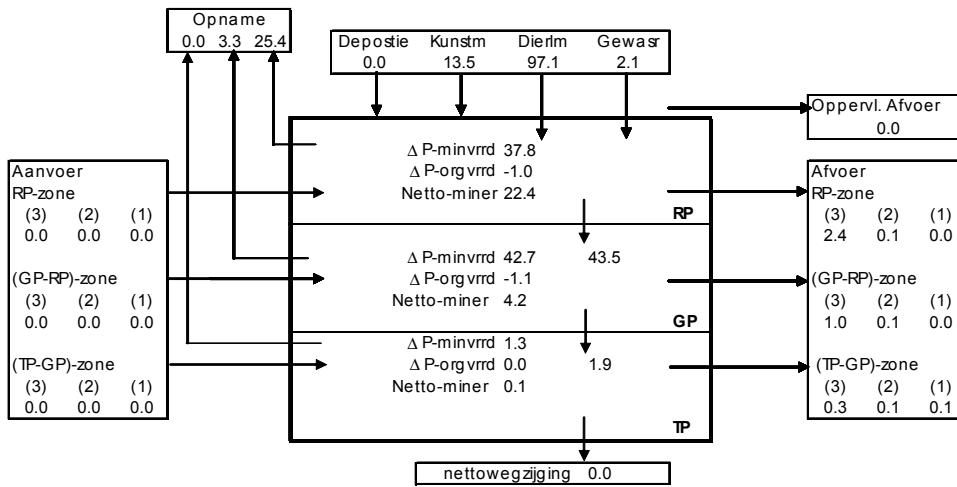 Opname
0.0 3.3 25.4
Depostie Kunstm Dierlm Gewasr
0.0 13.5 97.1 2.1
Oppervl. Afvoer
0.0
Aanvoer
RP-zone
(3) (2) (1)
0.0 0.0 0.0
(GP-RP)-zone
(3) (2) (1)
0.0 0.0 0.0
(TP-GP)-zone
(3) (2) (1)
0.0 0.0 0.0
Δ P-minvrrd 37.8
Δ P-orgvrrd -1.0
Netto-miner 22.4
RP
Δ P-minvrrd 42.7 43.5
Δ P-orgvrrd -1.1
Netto-miner 4.2
GP
Δ P-minvrrd 1.3
Δ P-orgvrrd 0.0 1.9
Netto-miner 0.1
TP
Afvoer
RP-zone
(3) (2) (1)
2.4 0.1 0.0
(GP-RP)-zone
(3) (2) (1)
1.0 0.1 0.0
(TP-GP)-zone
(3) (2) (1)
0.3 0.1 0.1
nettowegzijging 0.0